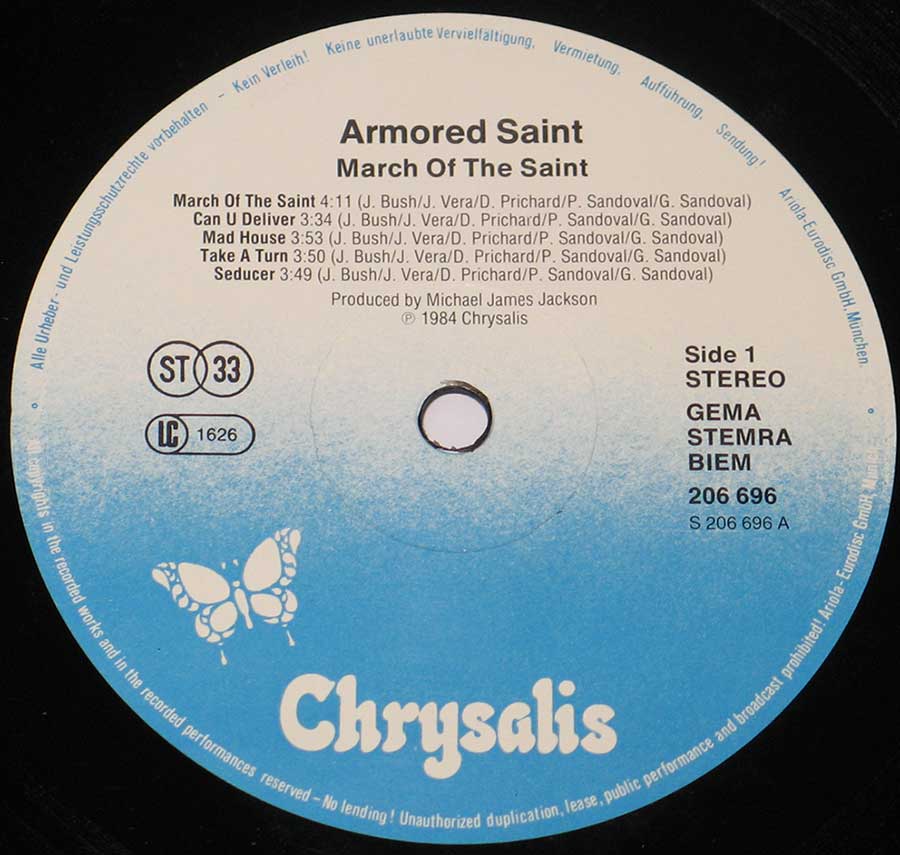 Alle Urheber- und Leistungsschutzrechte vorbehalten - Kein Verleih! Keine unerlaubte Vervielfältigung, Vermietung, Aufführung, Sendung! Ariola-Eurodisc GmbH, München.
Armored Saint
March Of The Saint
March Of The Saint 4:11 (J. Bush/J. Vera/D. Prichard/P. Sandoval/G. Sandoval)
Can U Deliver 3:34 (J. Bush/J. Vera/D. Prichard/P. Sandoval/G. Sandoval)
Mad House 3:53 (J. Bush/J. Vera/D. Prichard/P. Sandoval/G. Sandoval)
Take A Turn 3:50 (J. Bush/J. Vera/D. Prichard/P. Sandoval/G. Sandoval)
Seducer 3:49 (J. Bush/J. Vera/D. Prichard/P. Sandoval/G. Sandoval)
Produced by Michael James Jackson
℗ 1984 Chrysalis
ST 33
LC 1626
Side 1
STEREO
GEMA
STEMRA
BIEM
206 696
S 206 696 A
Chrysalis
All copyrights in the recorded works and in the recorded performances reserved - No lending! Unauthorized duplication, lease, public performance and broadcast prohibited! Ariola-Eurodisc GmbH, Munich